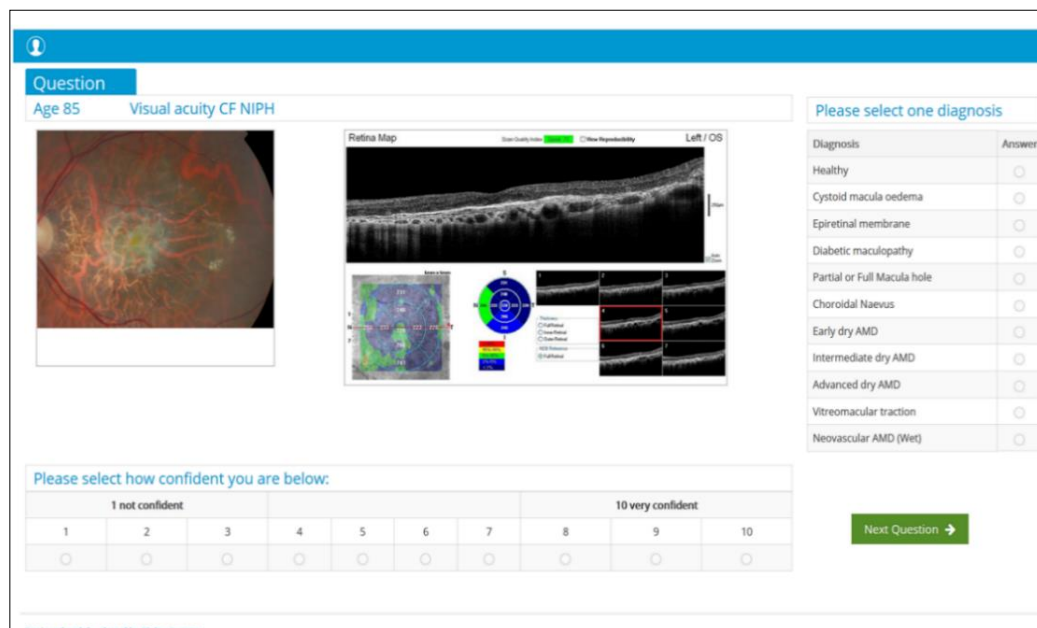 Question
Age 85 Visual acuity CF NIPH
Retina Map
Left / OS
Please select one diagnosis
Diagnosis Answer
Healthy
Cystoid macula oedema
Epiretinal membrane
Diabetic maculopathy
Partial or Full Macula hole
Choroidal Naevus
Early dry AMD
Intermediate dry AMD
Advanced dry AMD
Vitreomacular traction
Neovascular AMD (Wet)
Please select how confident you are below:
1 not confident 10 very confident
1 2 3 4 5 6 7 8 9 10
Next Question